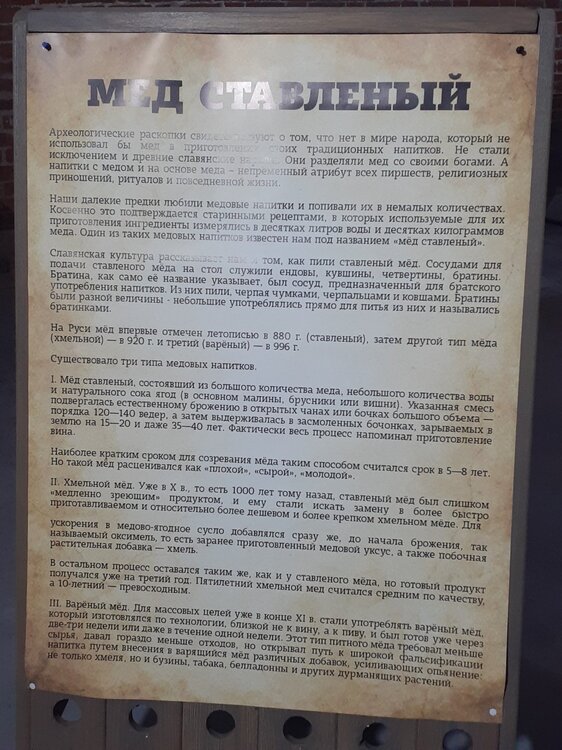 МЕД СТАВЛЕНЫЙ
Археологические раскопки свидетельствуют о том, что нет в мире народа, который не
использовал бы мёд в приготовлении своих традиционных напитков. Не стали
исключением и древние славянские народы. Они разделяли мед со своими богами. А
напитки с медом и на основе меда – непременный атрибут всех пиршеств, религиозных
приношений, ритуалов и повседневной жизни.
Наши далекие предки любили медовые напитки и попивали их в немалых количествах.
Косвенно это подтверждается старинными рецептами, в которых используемые для их
приготовления ингредиенты измерялись в десятках литров воды и десятках килограммов
меда. Один из таких медовых напитков известен нам под названием «мёд ставленый».
Славянская культура рассказывает нам и том, как пили ставленый мёд. Сосудами для
подачи ставленого мёда на стол служили ендовы, кувшины, четвертины, братины.
Братина, как само её название указывает, был сосуд, предназначенный для братского
употребления напитков. Из них пили, черпая чумками, черпальцами и ковшами. Братины
были разной величины - небольшие употреблялись прямо для питья из них и назывались
братинками.
На Руси мёд впервые отмечен летописью в 880 г. (ставленый), затем другой тип мёда
(хмельной) — в 920 г. и третий (варёный) — в 996 г.
Существовало три типа медовых напитков.
I. Мёд ставленый, состоявший из большого количества меда, небольшого количества воды
и натурального сока ягод (в основном малины, брусники или вишни). Указанная смесь
подвергалась естественному брожению в открытых чанах или бочках большого объема —
порядка 120—140 ведер, а затем выдерживалась в засмоленных бочонках, зарываемых в
землю на 15—20 и даже 35—40 лет. Фактически весь процесс напоминал приготовление
вина.
Наиболее кратким сроком для созревания мёда таким способом считался срок в 5—8 лет.
Но такой мёд расценивался как «плохой», «сырой», «молодой».
II. Хмельной мёд. Уже в X в., то есть 1000 лет тому назад, ставленый мёд был слишком
«медленно зреющим» продуктом, и ему стали искать замену в более быстро
приготавливаемом и относительно более дешевом и более крепком хмельном мёде. Для
ускорения в медово-ягодное сусло добавлялся сразу же, до начала брожения, так
называемый оксимель, то есть заранее приготовленный медовой уксус, а также побочная
растительная добавка — хмель.
В остальном процесс оставался таким же, как и у ставленого мёда, но готовый продукт
получался уже на третий год. Пятилетний хмельной мед считался средним по качеству,
а 10-летний — превосходным.
III. Варёный мёд. Для массовых целей уже в конце XI в. стали употреблять варёный мёд,
который изготовлялся по технологии, близкой не к вину, а к пиву, и был готов уже через
две-три недели или даже в течение одной недели. Этот тип питного мёда требовал меньше
сырья, давал гораздо меньше отходов, но открывал путь к широкой фальсификации
напитка путем внесения в варящийся мёд различных добавок, усиливающих опьянение:
не только хмеля, но и бузины, табака, белладонны и других дурманящих растений.